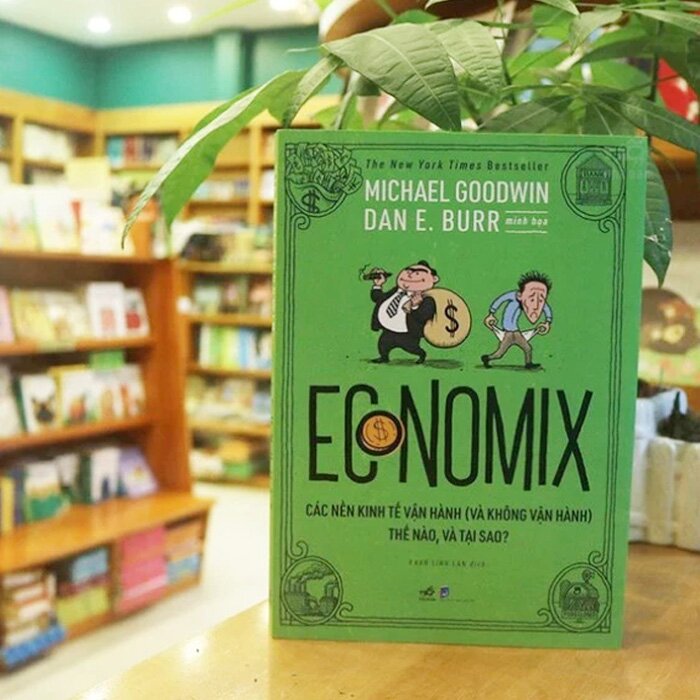 The New York Times Bestseller
MICHAEL GOODWIN
DAN E. BURR minh họa
$
$
ECONOMIX
$
CÁC NỀN KINH TẾ VẬN HÀNH (VÀ KHÔNG VẬN HÀNH)
THẾ NÀO, VÀ TẠI SAO?